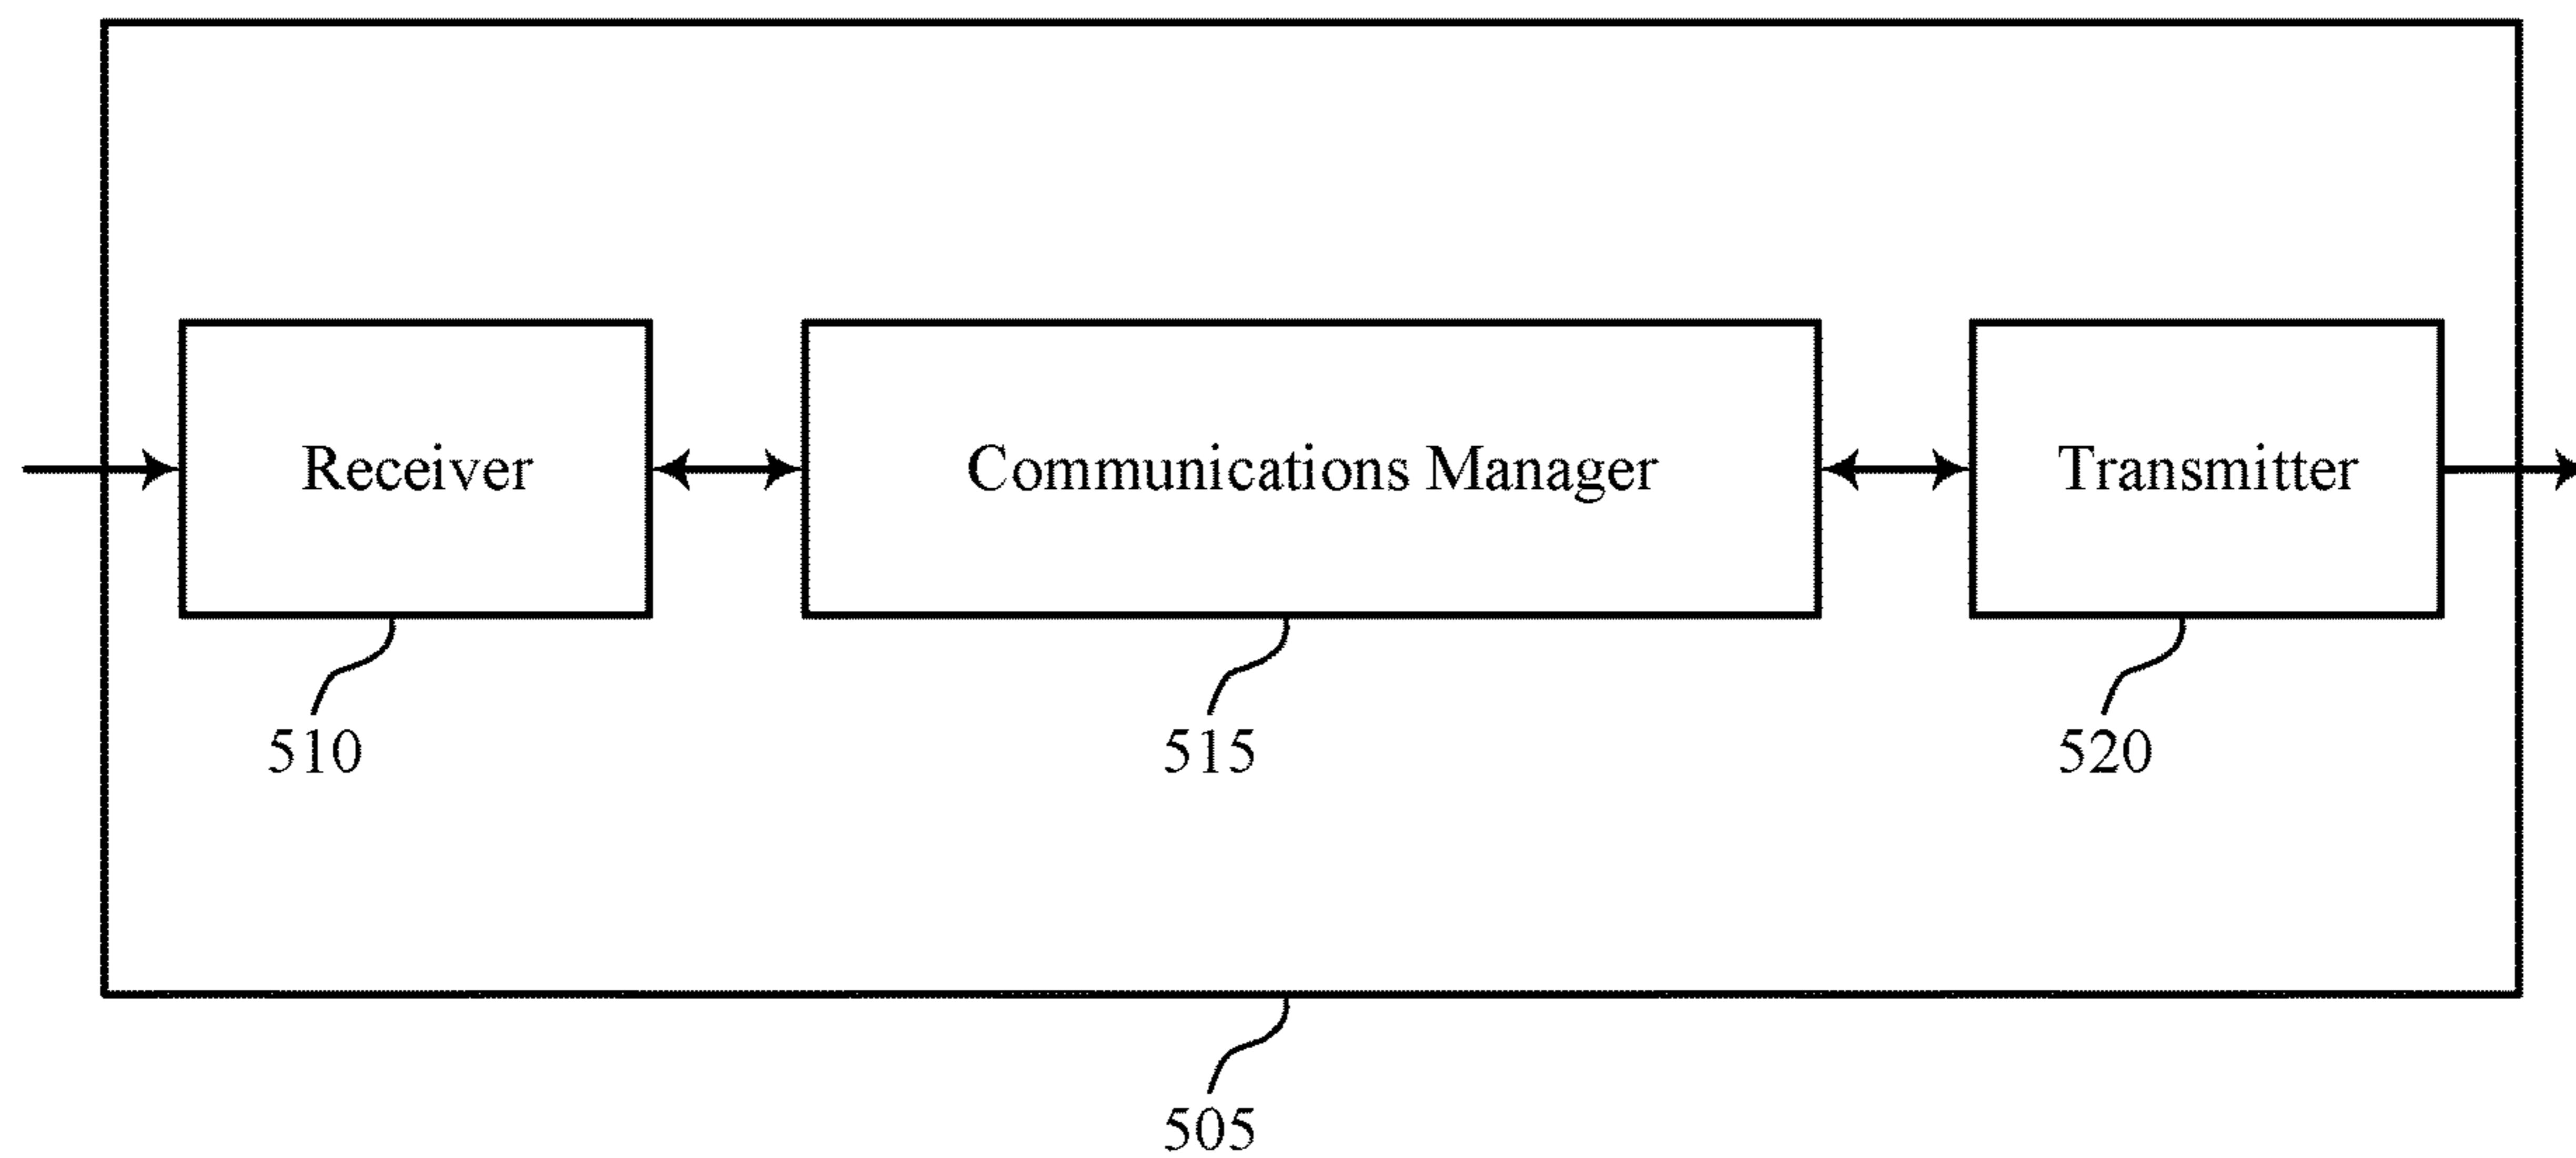 Receiver
Communications Manager
Transmitter
510
515
520
505